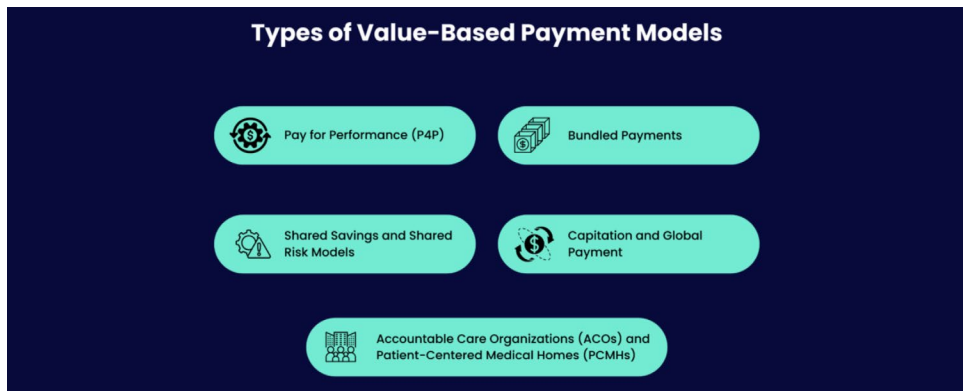 Types of Value-Based Payment Models
Pay for Performance (P4P)
Bundled Payments
Shared Savings and Shared
Risk Models
Capitation and Global
Payment
Accountable Care Organizations (ACOs) and
Patient-Centered Medical Homes (PCMHs)